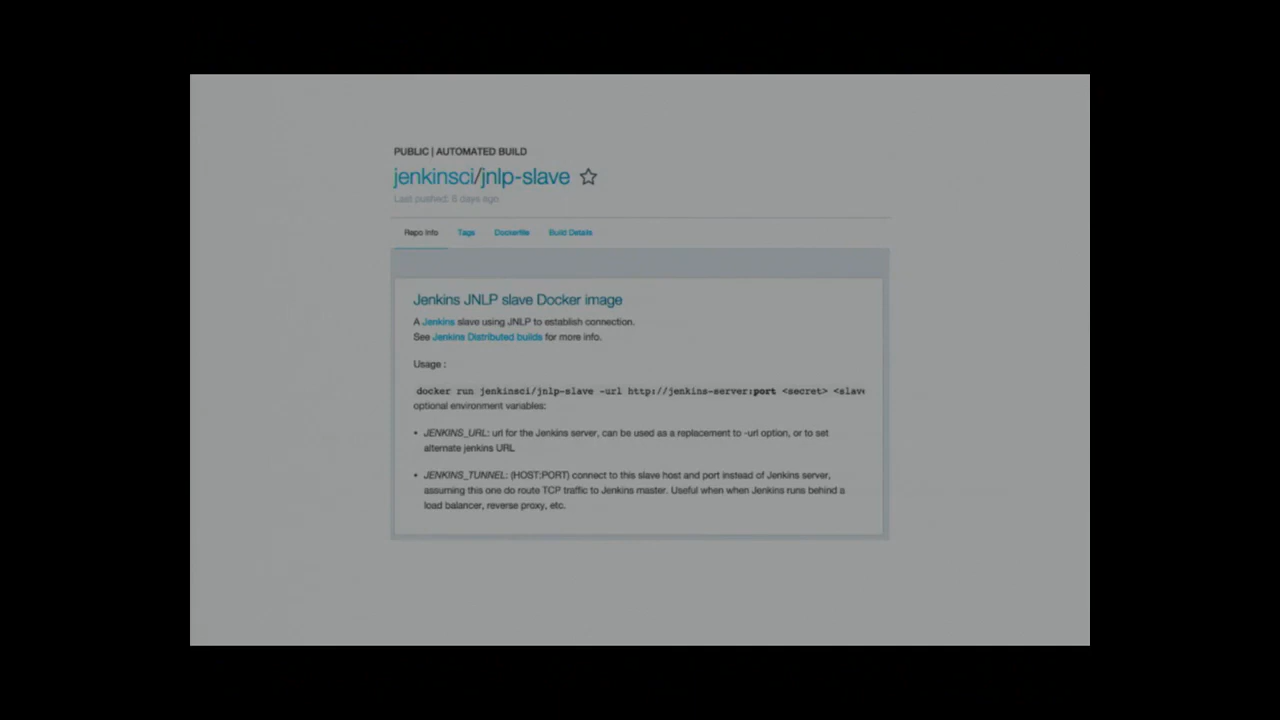 PUBLIC | AUTOMATED BUILD
jenkinsci/jnlp-slave
Last pushed: 6 days ago
Repo Info Tags Dockerfile Build Details
Jenkins JNLP slave Docker image
A Jenkins slave using JNLP to establish connection.
See Jenkins Distributed builds for more info.
Usage :
docker run jenkinsci/jnlp-slave -url http://jenkins-server:port <secret> <slave
optional environment variables:
• JENKINS_URL: url for the Jenkins server, can be used as a replacement to -url option, or to set
alternate jenkins URL
• JENKINS_TUNNEL: (HOST:PORT) connect to this slave host and port instead of Jenkins server,
assuming this one do route TCP traffic to Jenkins master. Useful when when Jenkins runs behind a
load balancer, reverse proxy, etc.